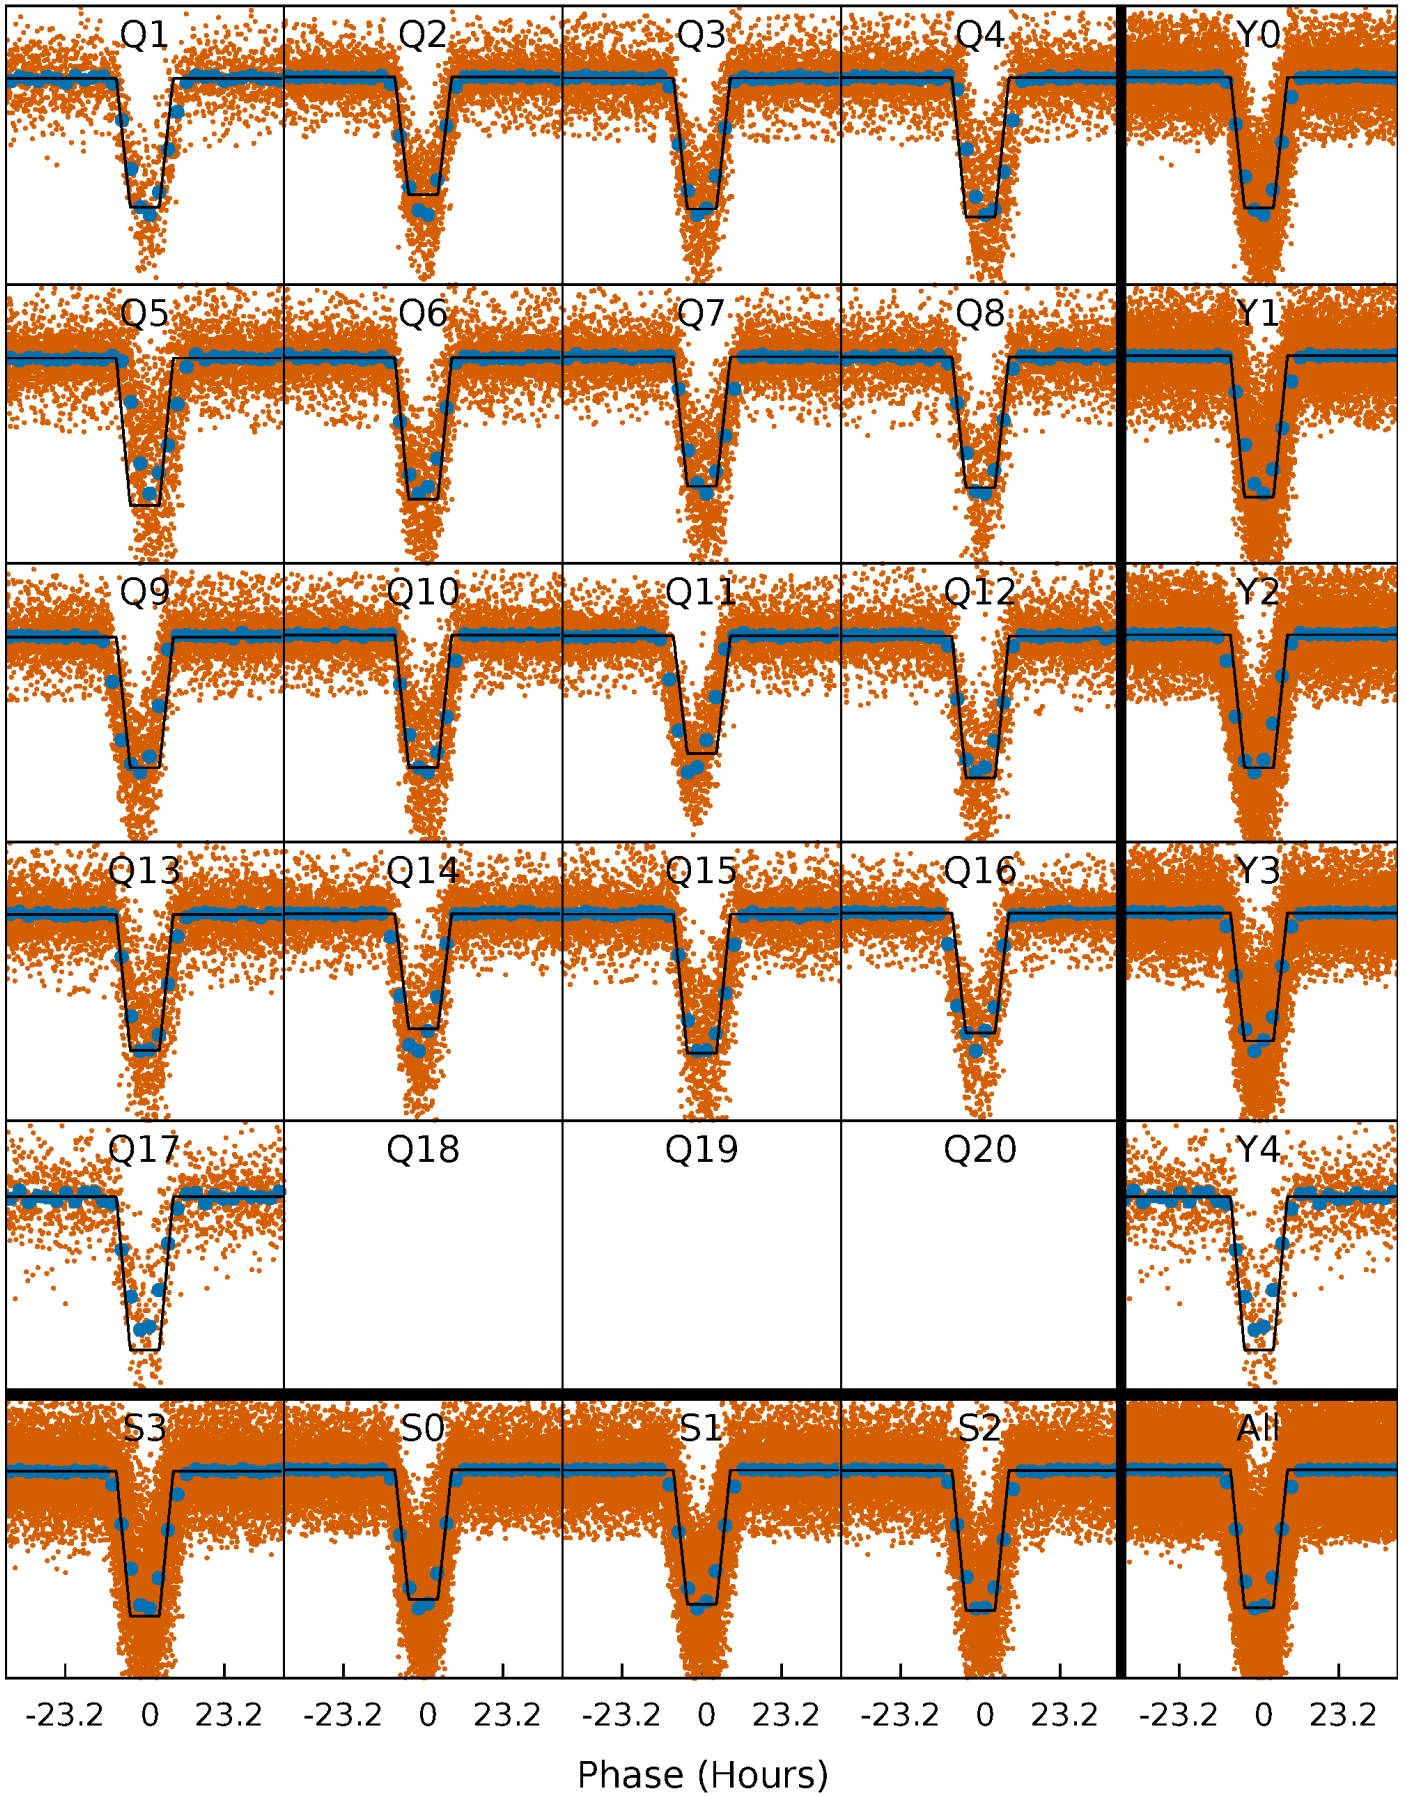 Q1 Q2 Q3 Q4 Y0
Q5 Q6 Q7 Q8 Y1
Q9 Q10 Q11 Q12 Y2
Q13 Q14 Q15 Q16 Y3
Q17 Q18 Q19 Q20 Y4
S3 S0 S1 S2 All
-23.2 0 23.2 -23.2 0 23.2 -23.2 0 23.2 -23.2 0 23.2 -23.2 0 23.2
Phase (Hours)